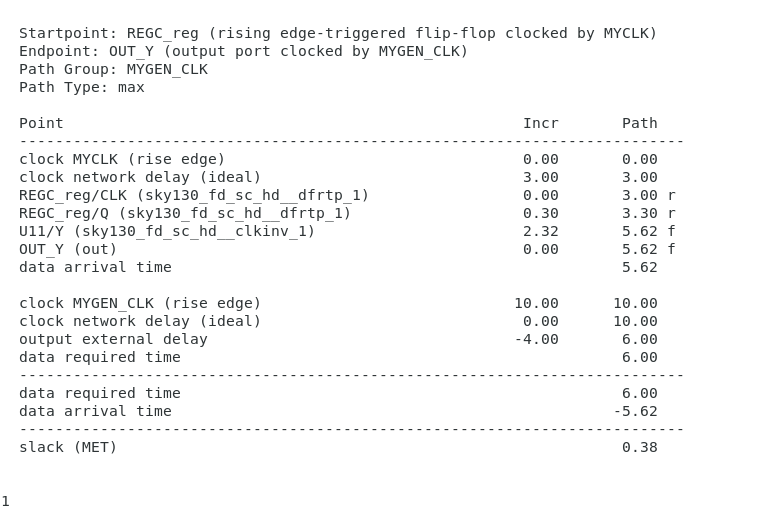 Startpoint: REGC_reg (rising edge-triggered flip-flop clocked by MYCLK)
Endpoint: OUT_Y (output port clocked by MYGEN_CLK)
Path Group: MYGEN_CLK
Path Type: max
Point Incr Path
---------------------------------------------------------------------------
clock MYCLK (rise edge) 0.00 0.00
clock network delay (ideal) 3.00 3.00
REGC_reg/CLK (sky130_fd_sc_hd__dfrtp_1) 0.00 3.00 r
REGC_reg/Q (sky130_fd_sc_hd__dfrtp_1) 0.30 3.30 r
U11/Y (sky130_fd_sc_hd__clkinv_1) 2.32 5.62 f
OUT_Y (out) 0.00 5.62 f
data arrival time 5.62
clock MYGEN_CLK (rise edge) 10.00 10.00
clock network delay (ideal) 0.00 10.00
output external delay -4.00 6.00
data required time 6.00
---------------------------------------------------------------------------
data required time 6.00
data arrival time -5.62
---------------------------------------------------------------------------
slack (MET) 0.38
1